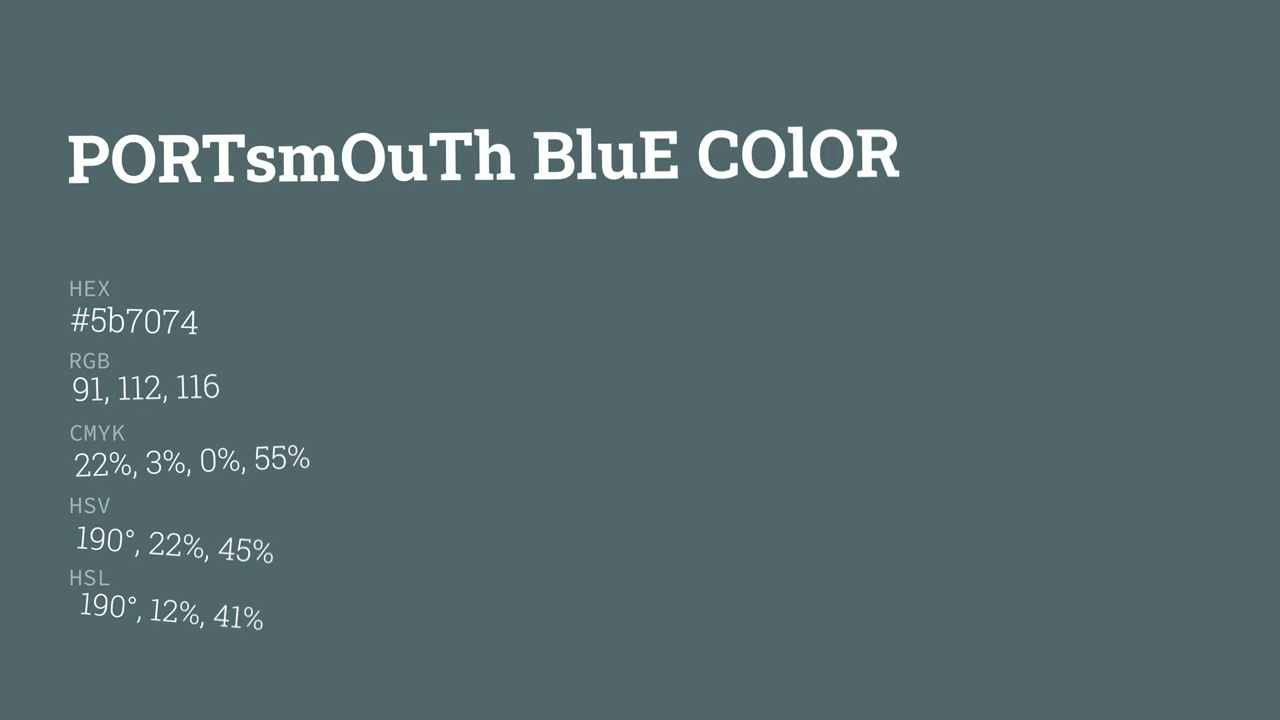 PORTsmOuTh BluE COlOR
HEX
#5b7074
RGB
91, 112, 116
CMYK
22%, 3%, 0%, 55%
HSV
190°, 22%, 45%
HSL
190°, 12%, 41%